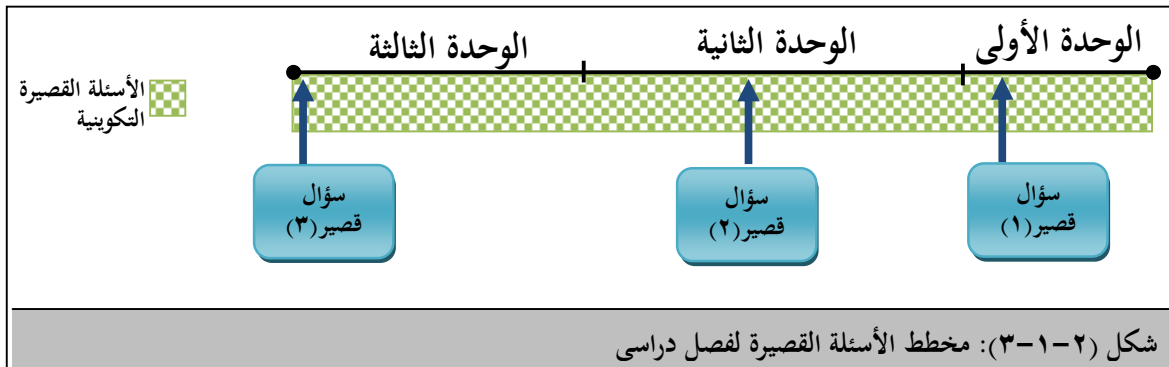 الوحدة الأولى
الوحدة الثانية
الوحدة الثالثة
الأسئلة القصيرة
التكوينية
سؤال
قصير(١)
سؤال
قصير(٢)
سؤال
قصير(٣)
شكل (٢-١-٣): مخطط الأسئلة القصيرة لفصل دراسي